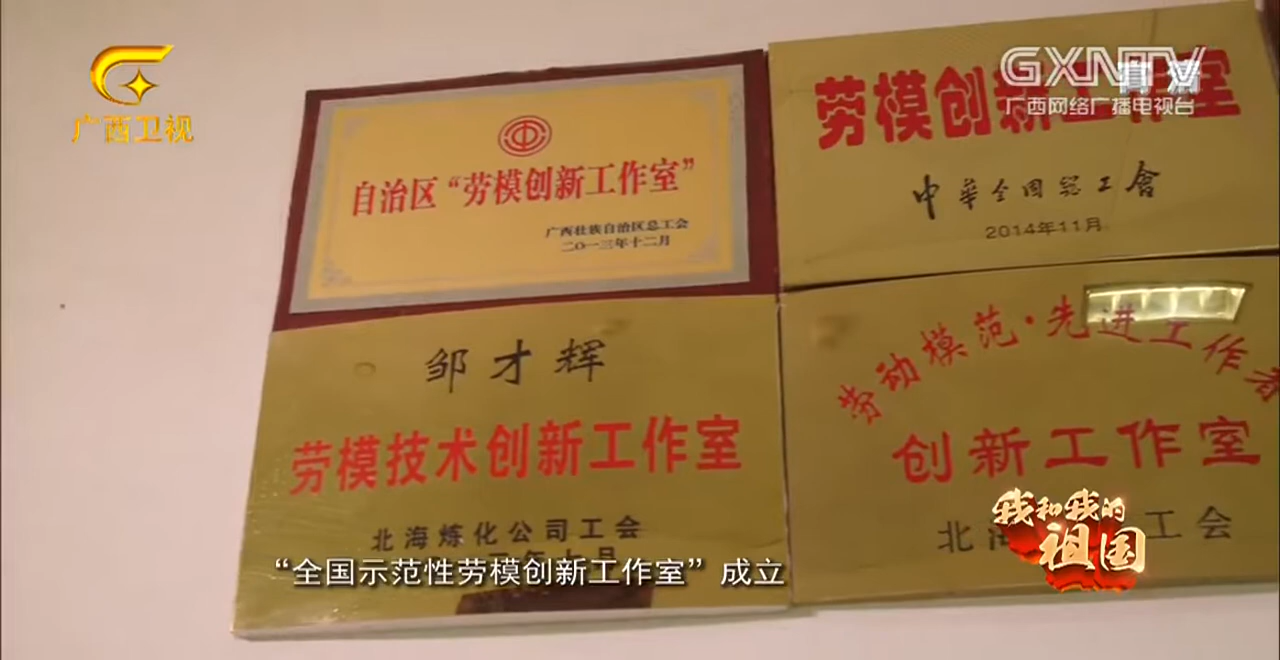 广西卫视
GXNTV
广西网络广播电视台
自治区“劳模创新工作室”
广西壮族自治区总工会
二〇一三年十二月
劳模创新工作室
中華全国总工會
2014年11月
邹才辉
劳模技术创新工作室
北海炼化公司工会
劳动模范·先进工作者
创新工作室
北海
工会
“全国示范性劳模创新工作室”成立
我和我的
祖国